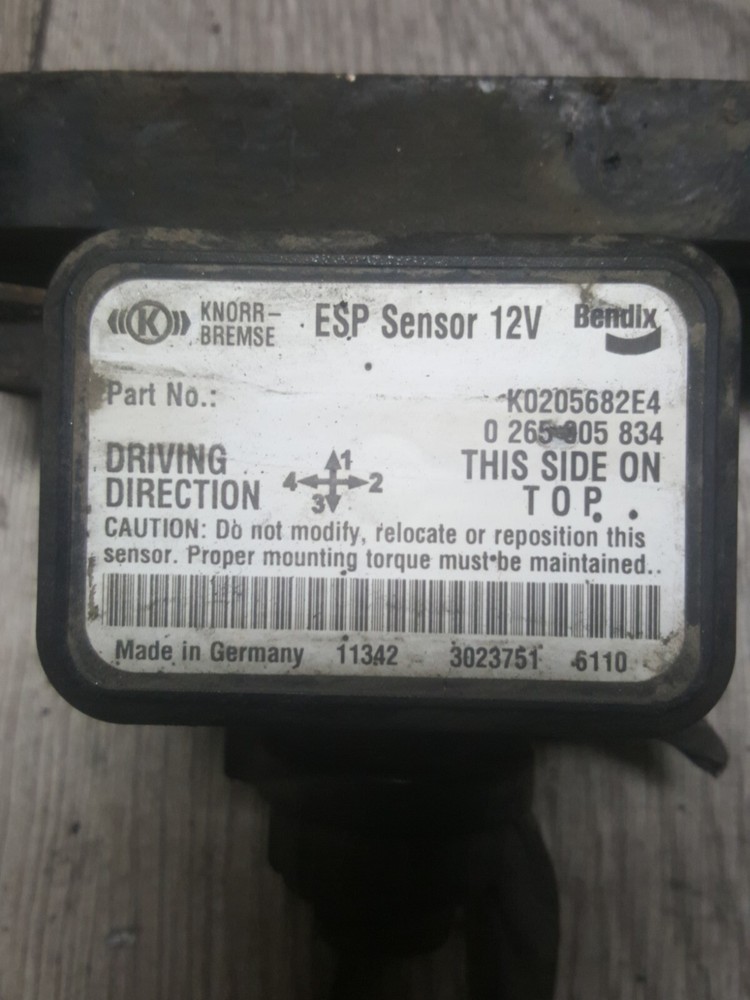 K KNORR-
BREMSE
ESP Sensor 12V
Bendix
Part No.:
K0205682E4
0 265 005 834
DRIVING
DIRECTION
1
4 2
3
THIS SIDE ON
TOP
CAUTION: Do not modify, relocate or reposition this
sensor. Proper mounting torque must be maintained.
Made in Germany 11342 3023751 6110